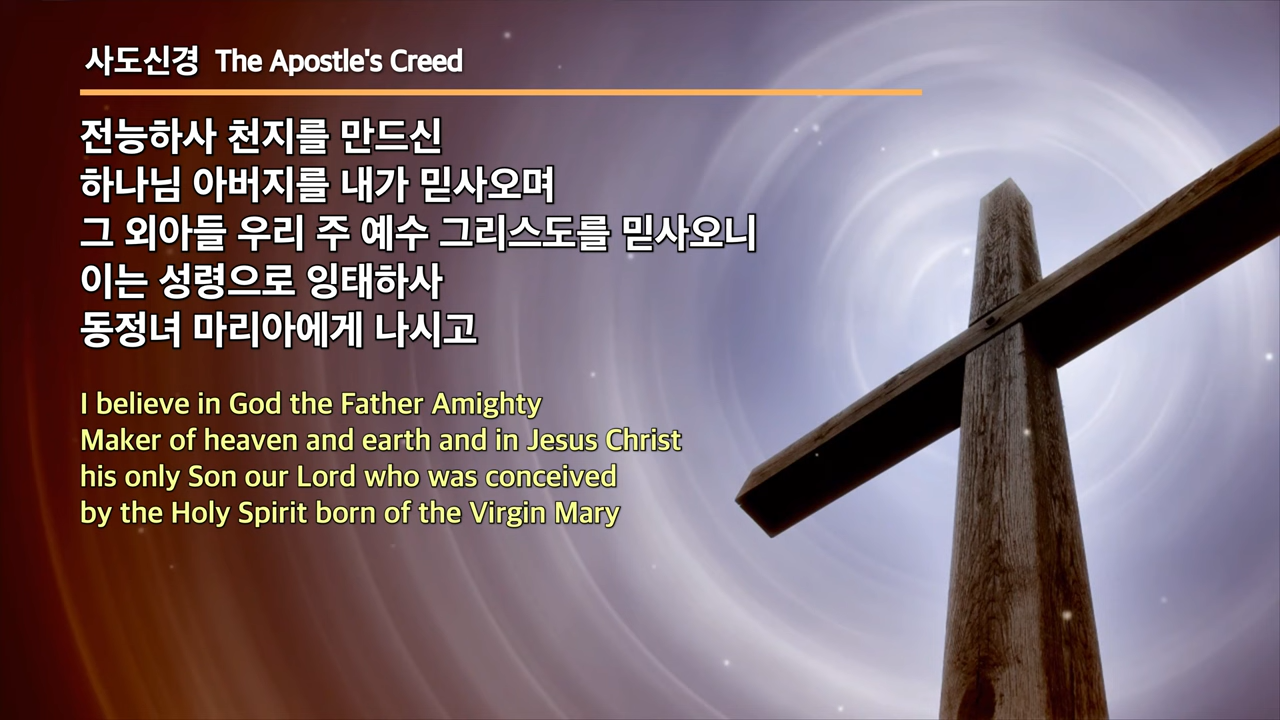 사도신경 The Apostle's Creed
전능하사 천지를 만드신
하나님 아버지를 내가 믿사오며
그 외아들 우리 주 예수 그리스도를 믿사오니
이는 성령으로 잉태하사
동정녀 마리아에게 나시고
I believe in God the Father Amighty
Maker of heaven and earth and in Jesus Christ
his only Son our Lord who was conceived
by the Holy Spirit born of the Virgin Mary